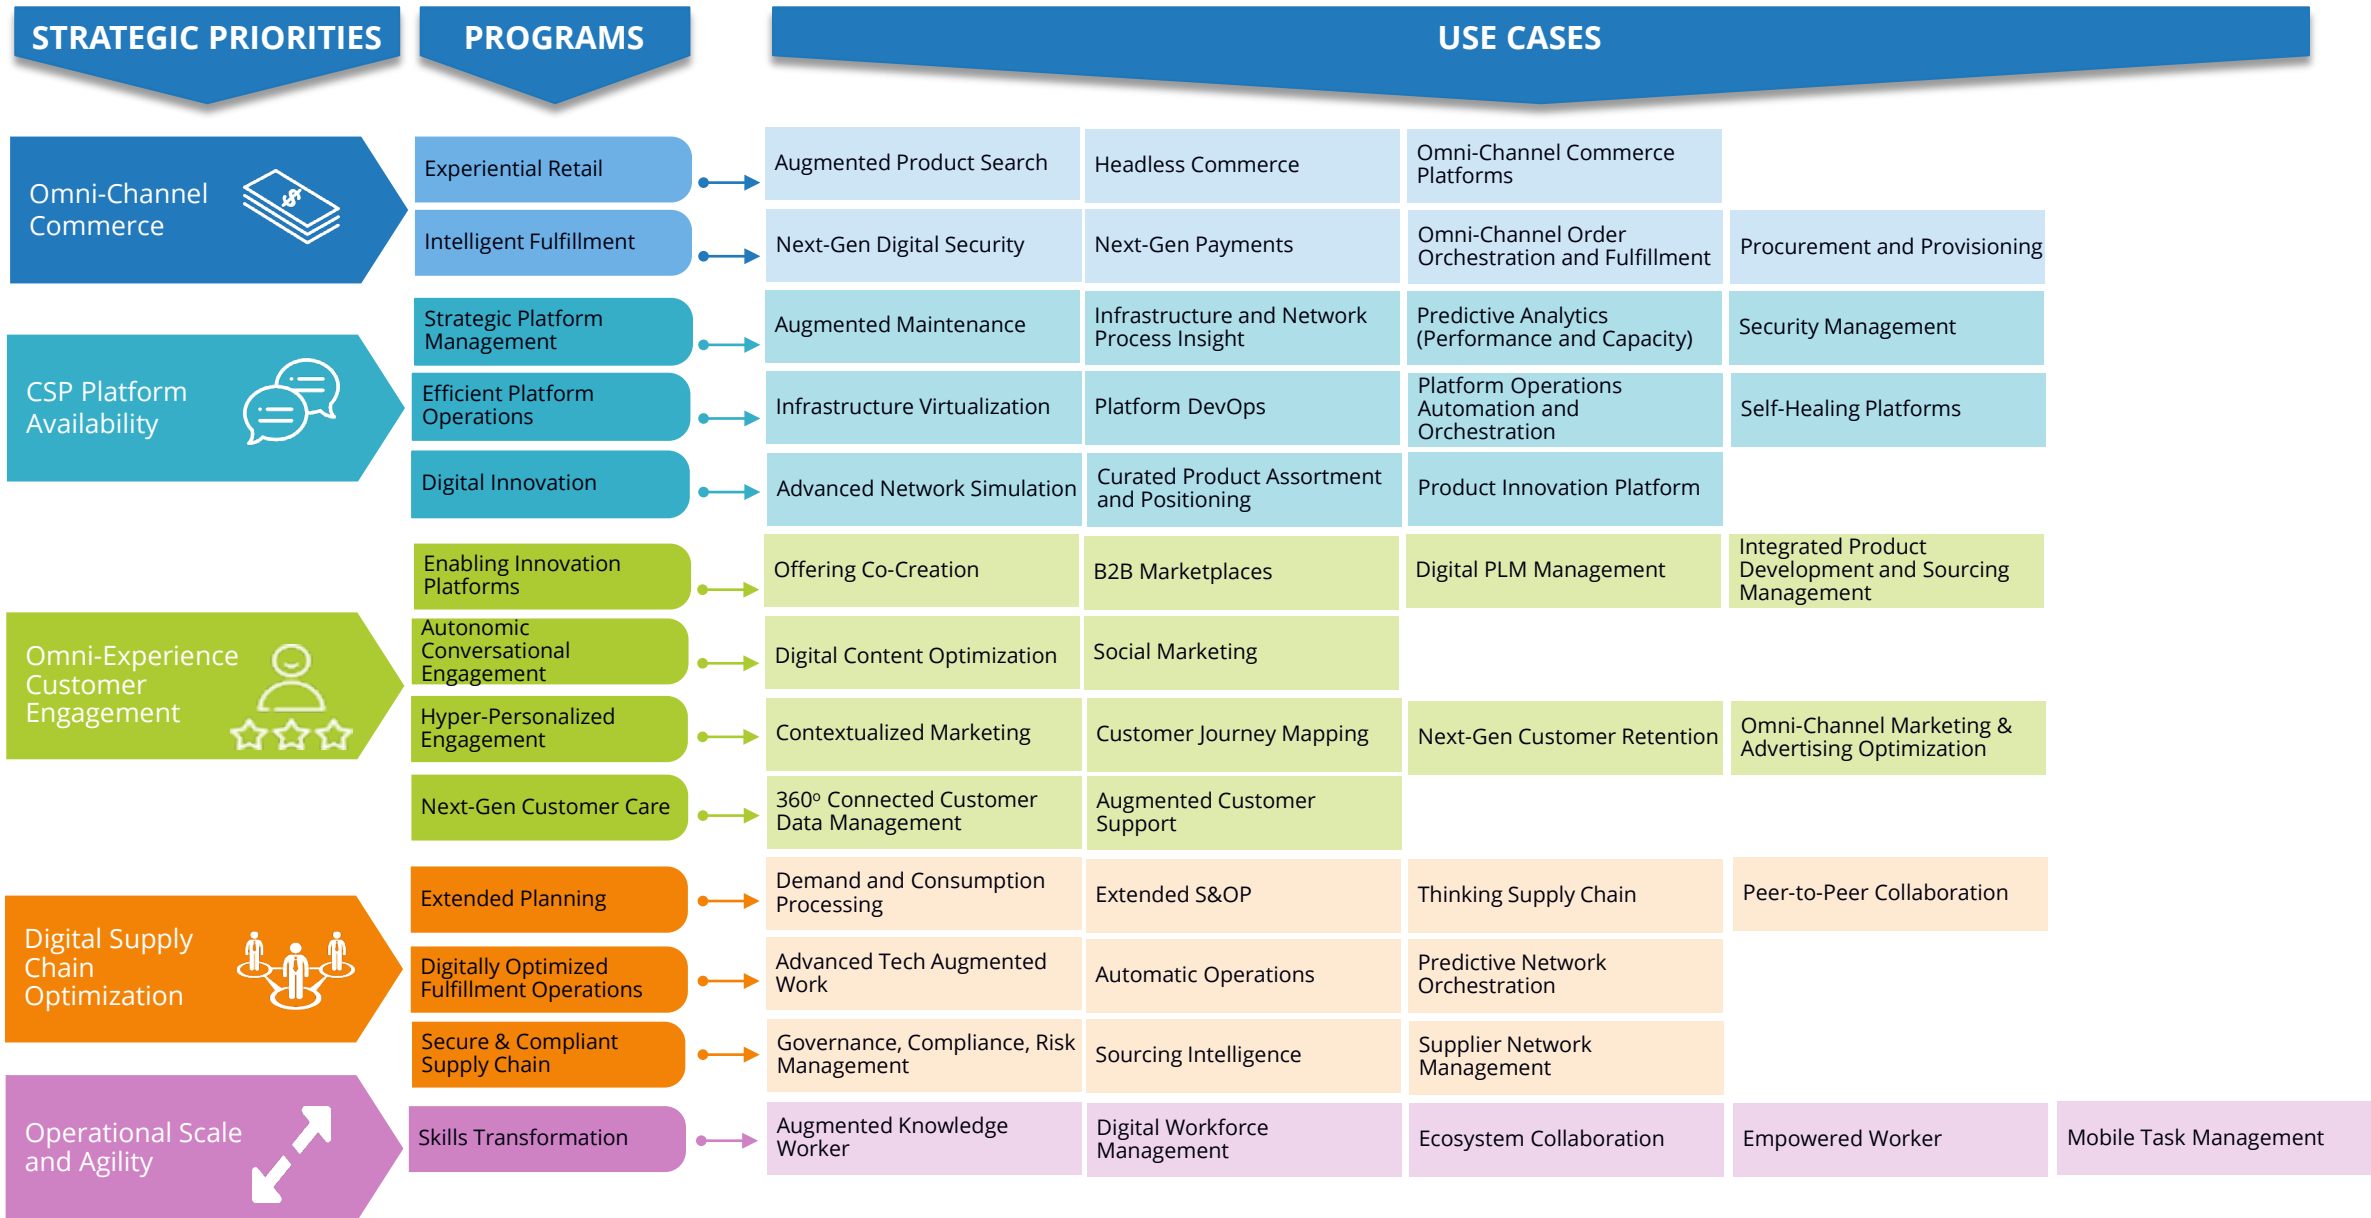 STRATEGIC PRIORITIES
PROGRAMS
USE CASES
Omni-Channel
Commerce
$
Experiential Retail
Augmented Product Search
Headless Commerce
Omni-Channel Commerce
Platforms
Intelligent Fulfillment
Next-Gen Digital Security
Next-Gen Payments
Omni-Channel Order
Orchestration and Fulfillment
Procurement and Provisioning
CSP Platform
Availability
Strategic Platform
Management
Augmented Maintenance
Infrastructure and Network
Process Insight
Predictive Analytics
(Performance and Capacity)
Security Management
Efficient Platform
Operations
Infrastructure Virtualization
Platform DevOps
Platform Operations
Automation and
Orchestration
Self-Healing Platforms
Digital Innovation
Advanced Network Simulation
Curated Product Assortment
and Positioning
Product Innovation Platform
Omni-Experience
Customer
Engagement
Enabling Innovation
Platforms
Offering Co-Creation
B2B Marketplaces
Digital PLM Management
Integrated Product
Development and Sourcing
Management
Autonomic
Conversational
Engagement
Digital Content Optimization
Social Marketing
Hyper-Personalized
Engagement
Contextualized Marketing
Customer Journey Mapping
Next-Gen Customer Retention
Omni-Channel Marketing &
Advertising Optimization
Next-Gen Customer Care
360º Connected Customer
Data Management
Augmented Customer
Support
Digital Supply
Chain
Optimization
Extended Planning
Demand and Consumption
Processing
Extended S&OP
Thinking Supply Chain
Peer-to-Peer Collaboration
Digitally Optimized
Fulfillment Operations
Advanced Tech Augmented
Work
Automatic Operations
Predictive Network
Orchestration
Secure & Compliant
Supply Chain
Governance, Compliance, Risk
Management
Sourcing Intelligence
Supplier Network
Management
Operational Scale
and Agility
Skills Transformation
Augmented Knowledge
Worker
Digital Workforce
Management
Ecosystem Collaboration
Empowered Worker
Mobile Task Management